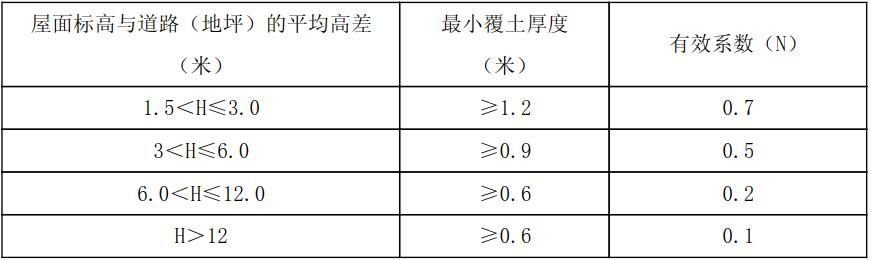 屋面标高与道路（地坪）的平均高差 最小覆土厚度 有效系数（N）
（米） （米）
1.5＜H≤3.0 ≥1.2 0.7
3＜H≤6.0 ≥0.9 0.5
6.0＜H≤12.0 ≥0.6 0.2
H＞12 ≥0.6 0.1